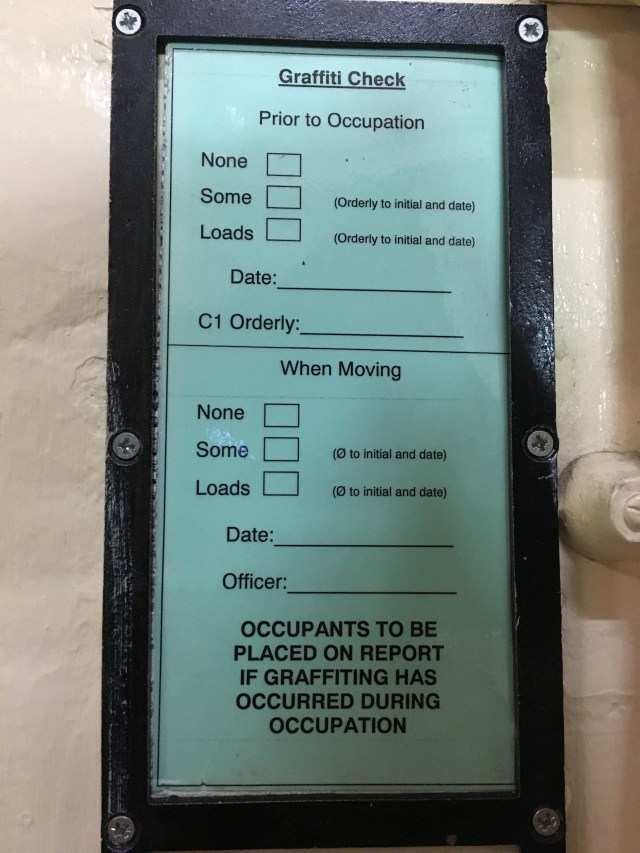 Graffiti Check
Prior to Occupation
None
Some (Orderly to initial and date)
Loads (Orderly to initial and date)
Date:
C1 Orderly:
When Moving
None
Some (Ø to initial and date)
Loads (Ø to initial and date)
Date:
Officer:
OCCUPANTS TO BE
PLACED ON REPORT
IF GRAFFITING HAS
OCCURRED DURING
OCCUPATION